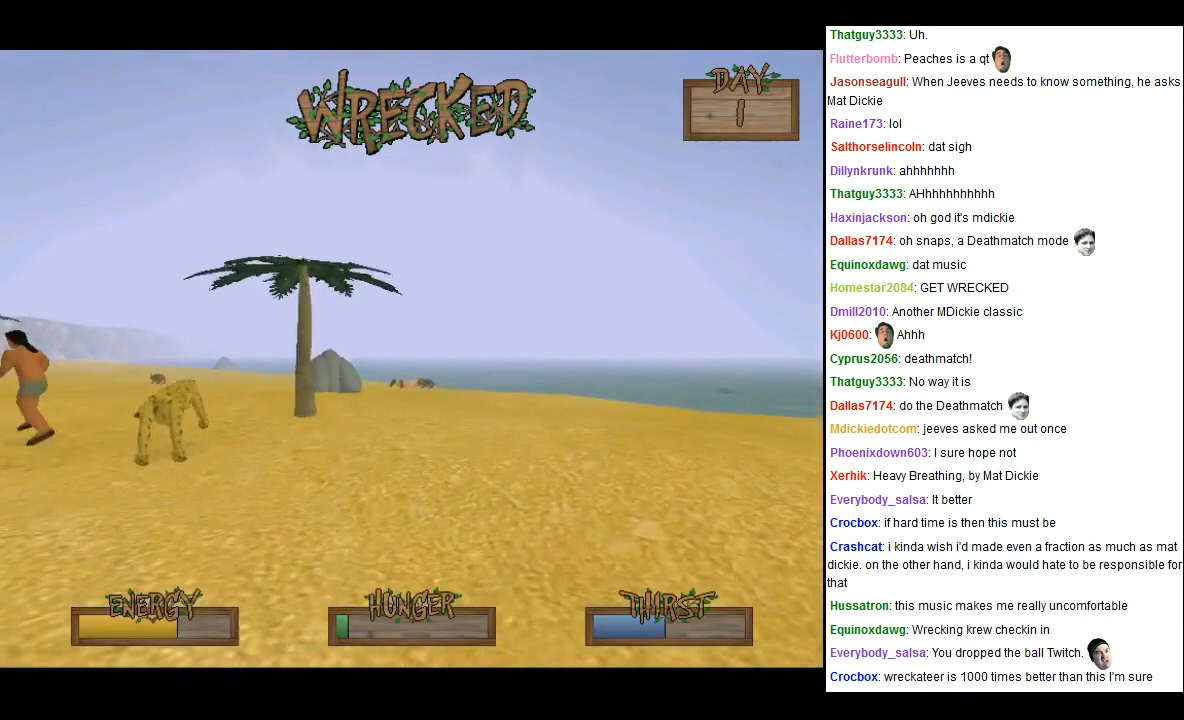 WRECKED
DAY
1
ENERGY
HUNGER
THIRST
Thatguy3333: Uh.
Flutterbomb: Peaches is a qt
Jasonseagull: When Jeeves needs to know something, he asks
Mat Dickie
Raine173: lol
Salthorselincoln: dat sigh
Dillynkrunk: ahhhhhhh
Thatguy3333: AHhhhhhhhhhh
Haxinjackson: oh god it's mdickie
Dallas7174: oh snaps, a Deathmatch mode
Equinoxdawg: dat music
Homestar2084: GET WRECKED
Dmill2010: Another MDickie classic
Kj0600: Ahhh
Cyprus2056: deathmatch!
Thatguy3333: No way it is
Dallas7174: do the Deathmatch
Mdickiedotcom: jeeves asked me out once
Phoenixdown603: I sure hope not
Xerhik: Heavy Breathing, by Mat Dickie
Everybody_salsa: It better
Crocbox: if hard time is then this must be
Crashcat: i kinda wish i'd made even a fraction as much as mat
dickie. on the other hand, i kinda would hate to be responsible for
that
Hussatron: this music makes me really uncomfortable
Equinoxdawg: Wrecking krew checkin in
Everybody_salsa: You dropped the ball Twitch.
Crocbox: wreckateer is 1000 times better than this I'm sure